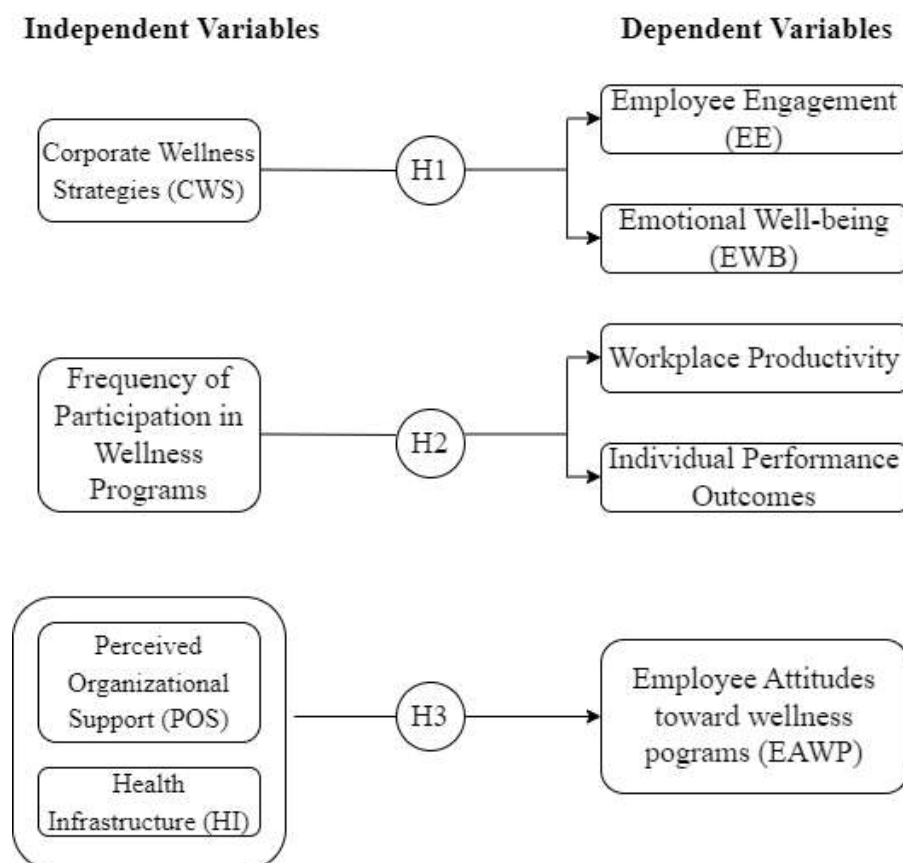 Independent Variables
Dependent Variables
Corporate Wellness
Strategies (CWS)
H1
Employee Engagement
(EE)
Emotional Well-being
(EWB)
Frequency of
Participation in
Wellness
Programs
H2
Workplace Productivity
Individual Performance
Outcomes
Perceived
Organizational
Support (POS)
Health
Infrastructure (HI)
H3
Employee Attitudes
toward wellness
pograms (EAWP)